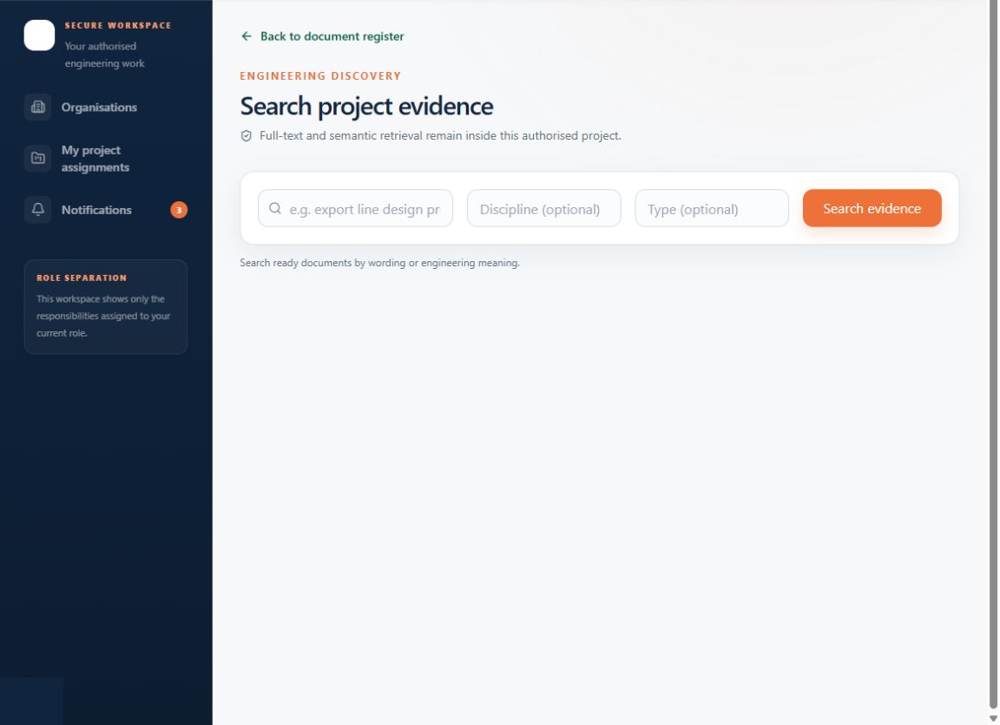 SECURE WORKSPACE
Your authorised
engineering work
Organisations
My project
assignments
Notifications
3
ROLE SEPARATION
This workspace shows only the
responsibilities assigned to your
current role.
Back to document register
ENGINEERING DISCOVERY
Search project evidence
Full-text and semantic retrieval remain inside this authorised project.
e.g. export line design pr
Discipline (optional)
Type (optional)
Search evidence
Search ready documents by wording or engineering meaning.